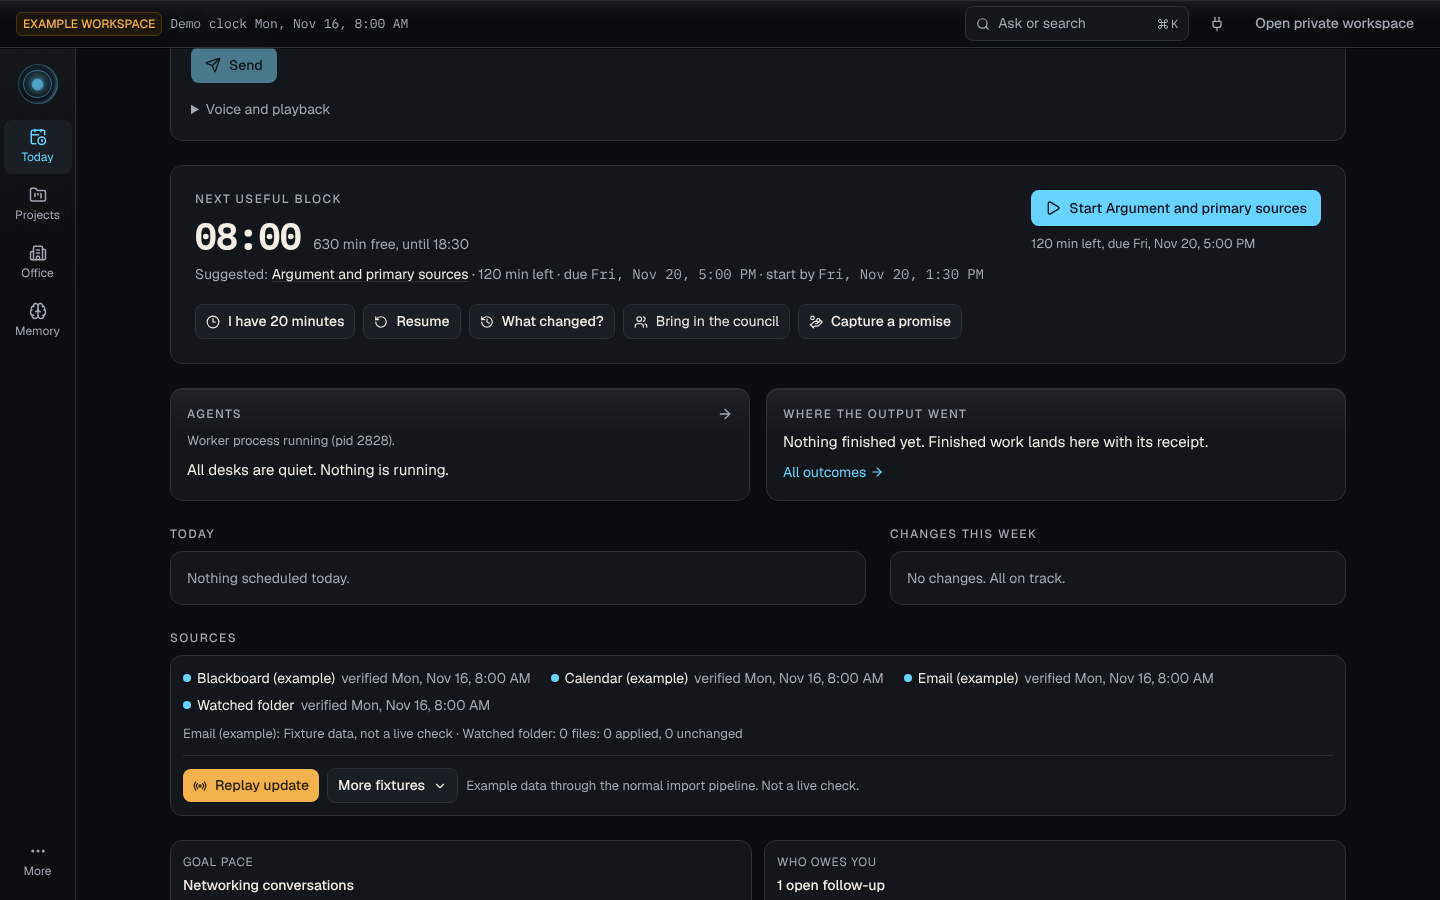 EXAMPLE WORKSPACE Demo clock Mon, Nov 16, 8:00 AM
Ask or search ⌘K
Open private workspace
Today
Projects
Office
Memory
More
Send
Voice and playback
NEXT USEFUL BLOCK
08:00 630 min free, until 18:30
Suggested: Argument and primary sources · 120 min left · due Fri, Nov 20, 5:00 PM · start by Fri, Nov 20, 1:30 PM
Start Argument and primary sources
120 min left, due Fri, Nov 20, 5:00 PM
I have 20 minutes
Resume
What changed?
Bring in the council
Capture a promise
AGENTS
Worker process running (pid 2828).
All desks are quiet. Nothing is running.
WHERE THE OUTPUT WENT
Nothing finished yet. Finished work lands here with its receipt.
All outcomes →
TODAY
Nothing scheduled today.
CHANGES THIS WEEK
No changes. All on track.
SOURCES
Blackboard (example) verified Mon, Nov 16, 8:00 AM
Calendar (example) verified Mon, Nov 16, 8:00 AM
Email (example) verified Mon, Nov 16, 8:00 AM
Watched folder verified Mon, Nov 16, 8:00 AM
Email (example): Fixture data, not a live check · Watched folder: 0 files: 0 applied, 0 unchanged
Replay update
More fixtures
Example data through the normal import pipeline. Not a live check.
GOAL PACE
Networking conversations
WHO OWES YOU
1 open follow-up